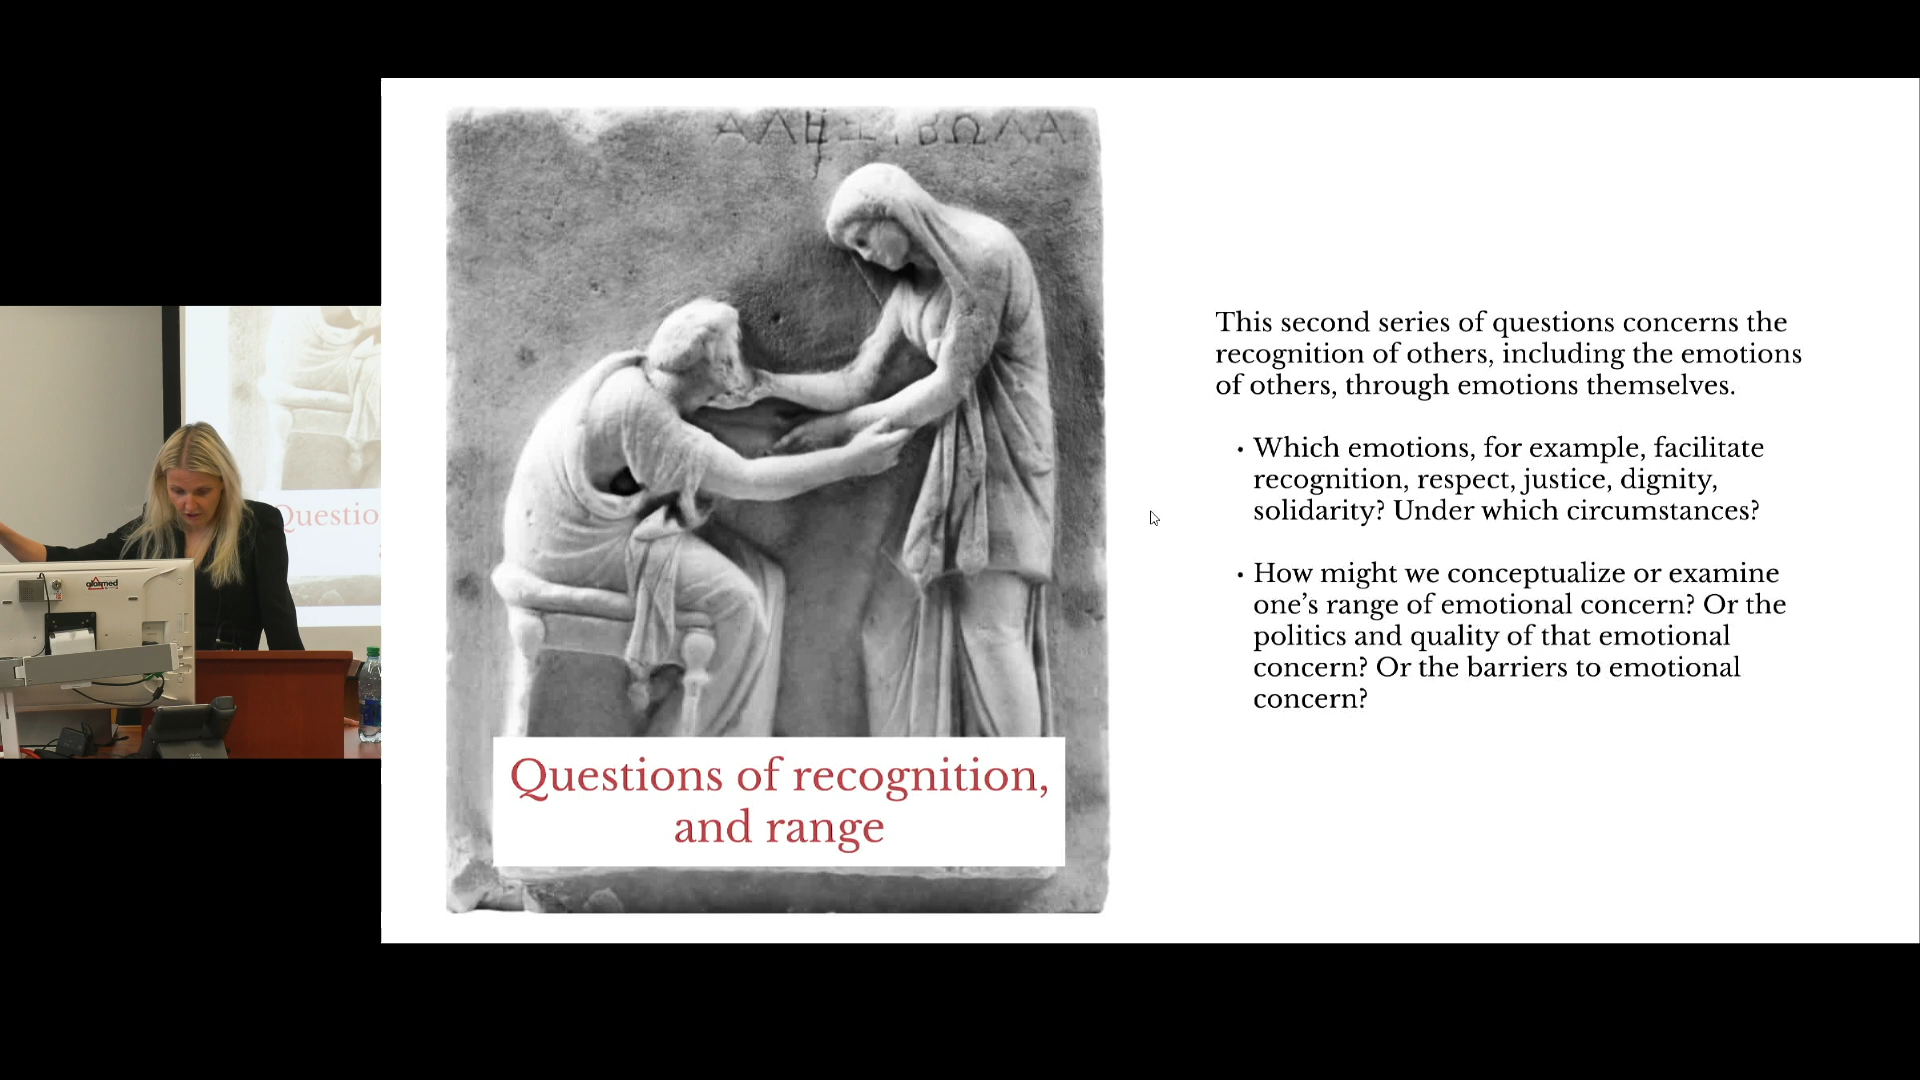 This second series of questions concerns the
recognition of others, including the emotions
of others, through emotions themselves.
• Which emotions, for example, facilitate
recognition, respect, justice, dignity,
solidarity? Under which circumstances?
• How might we conceptualize or examine
one’s range of emotional concern? Or the
politics and quality of that emotional
concern? Or the barriers to emotional
concern?
Questions of recognition,
and range
Questio